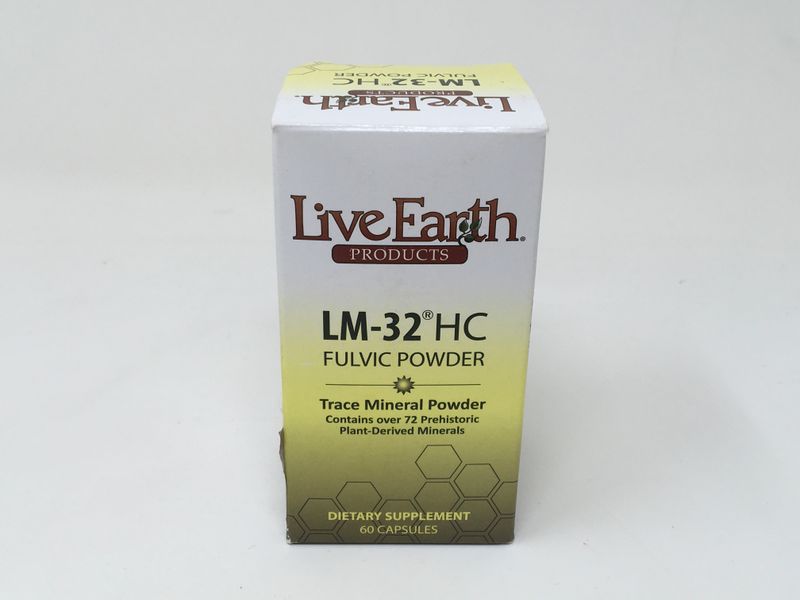 FULVIC POWDER
LM-32® HC
PRODUCTS
Live Earth.
Live Earth®
PRODUCTS
LM-32® HC
FULVIC POWDER
Trace Mineral Powder
Contains over 72 Prehistoric
Plant-Derived Minerals
DIETARY SUPPLEMENT
60 CAPSULES